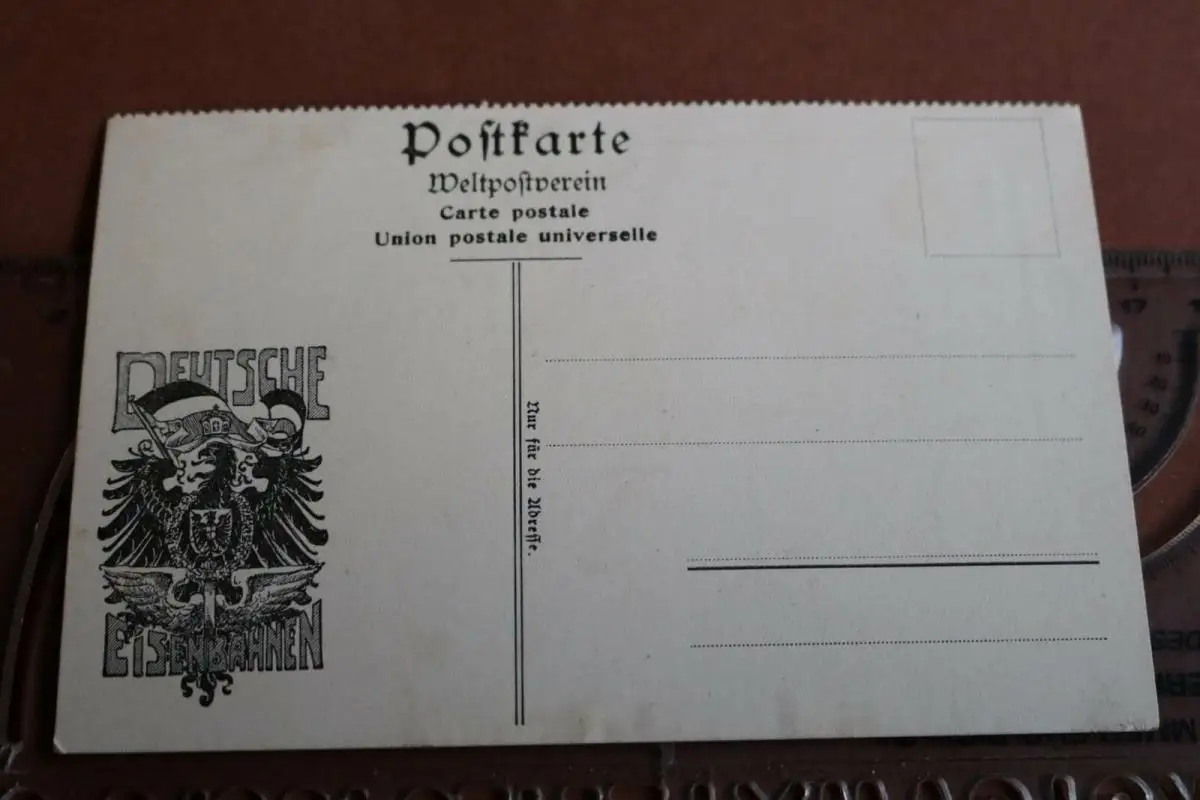 Poſtkarte
Weltpoſtverein
Carte postale
Union postale universelle
Nur für die Adreſſe.
DEUTSCHE
EISENBAHNEN